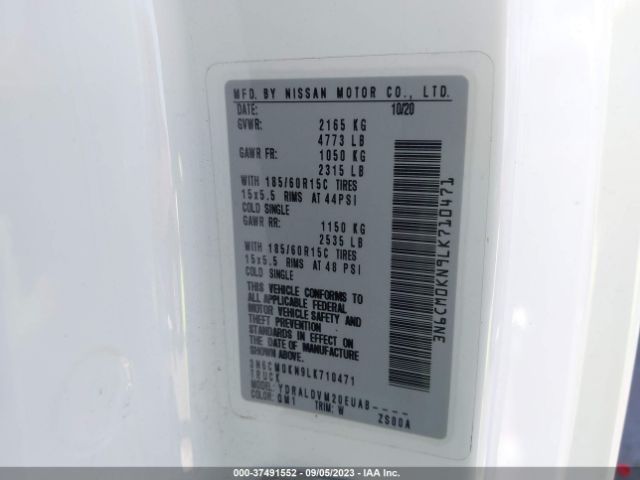 MFD. BY NISSAN MOTOR CO., LTD.
DATE: 10/20
GVWR: 2165 KG
4773 LB
GAWR FR: 1050 KG
2315 LB
WITH 185/60R15C TIRES
15x5.5 RIMS AT 44PSI
COLD SINGLE
GAWR RR: 1150 KG
2535 LB
WITH 185/60R15C TIRES
15x5.5 RIMS AT 48 PSI
COLD SINGLE
THIS VEHICLE CONFORMS TO
ALL APPLICABLE FEDERAL
MOTOR VEHICLE SAFETY AND
THEFT PREVENTION
STANDARDS IN EFFECT ON
THE DATE OF MANUFACTURE
SHOWN ABOVE.
3N6CM0KN9LK710471
TRUCK
MODEL: YDRALDVM20EUAB----
COLOR: QM1 TRIM: W ZS00A
3N6CM0KN9LK710471
000-37491552 - 09/05/2023 - IAA Inc.